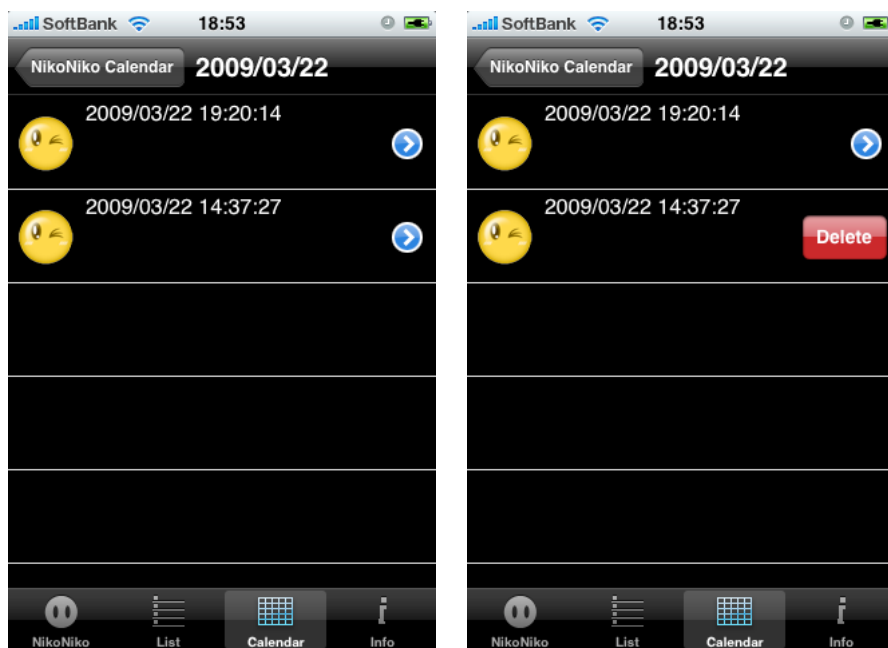 SoftBank 18:53
NikoNiko Calendar 2009/03/22
2009/03/22 19:20:14
2009/03/22 14:37:27
NikoNiko List Calendar Info
SoftBank 18:53
NikoNiko Calendar 2009/03/22
2009/03/22 19:20:14
2009/03/22 14:37:27
Delete
NikoNiko List Calendar Info